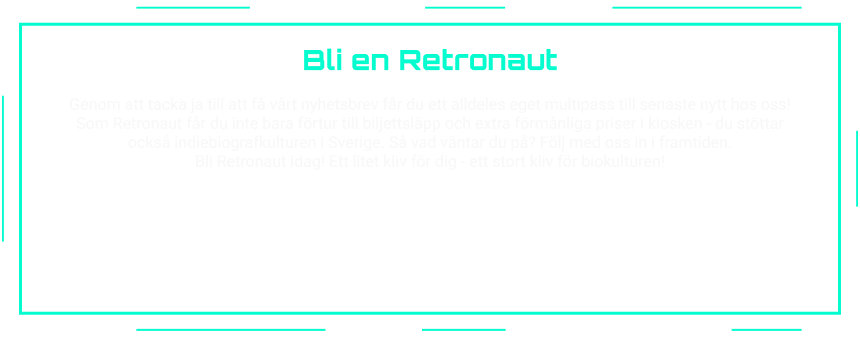 Bli en Retronaut
Genom att tacka ja till att få vårt nyhetsbrev får du ett alldeles eget multipass till senaste nytt hos oss!
Som Retronaut får du inte bara förtur till biljettsläpp och extra förmånliga priser i kiosken - du stöttar
också indiebiografkulturen i Sverige. Så vad väntar du på? Följ med oss in i framtiden.
Bli Retronaut idag! Ett litet kliv för dig - ett stort kliv för biokulturen!